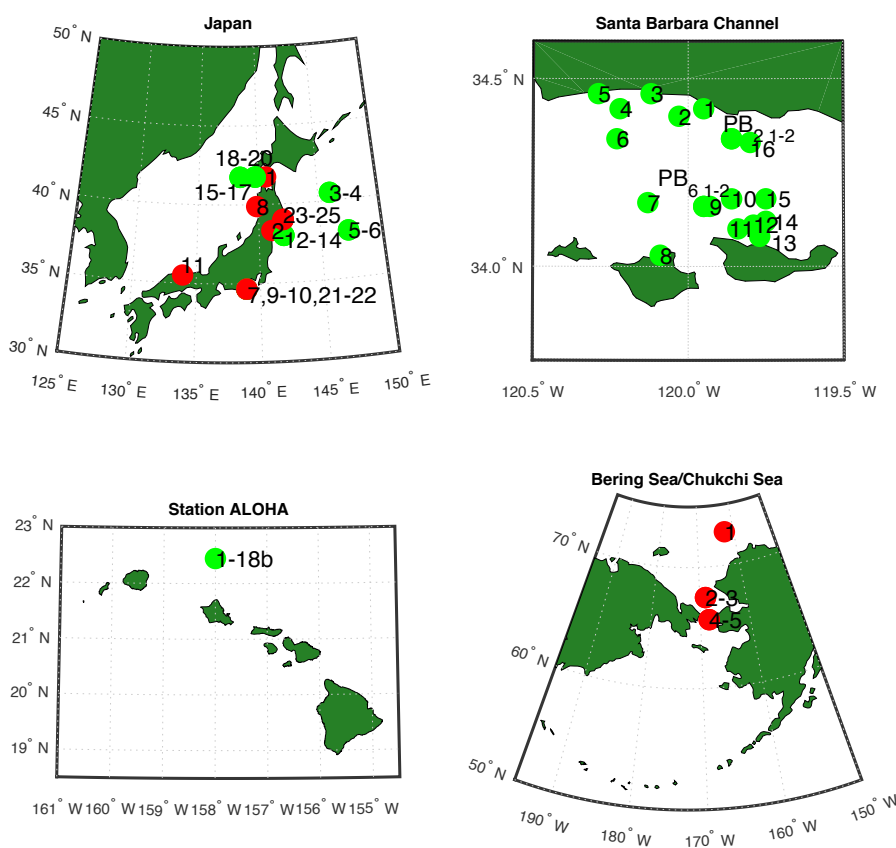 Japan
50° N
45° N
40° N
35° N
30° N
125° E
130° E
135° E
140° E
145° E
150° E
18-20
1
15-17
3-4
8
23-25
2
5-6
12-14
11
7,9-10,21-22
Santa Barbara Channel
34.5° N
34.0° N
120.5° W
120.0° W
119.5° W
5
4
3
2
1
PB2 1-2
16
6
PB6 1-2
7
9
10
15
11
12
14
13
8
Station ALOHA
23° N
22° N
21° N
20° N
19° N
161° W
160° W
159° W
158° W
157° W
156° W
155° W
1-18b
Bering Sea/Chukchi Sea
70° N
60° N
50° N
190° W
180° W
170° W
160° W
150° W
1
2-3
4-5